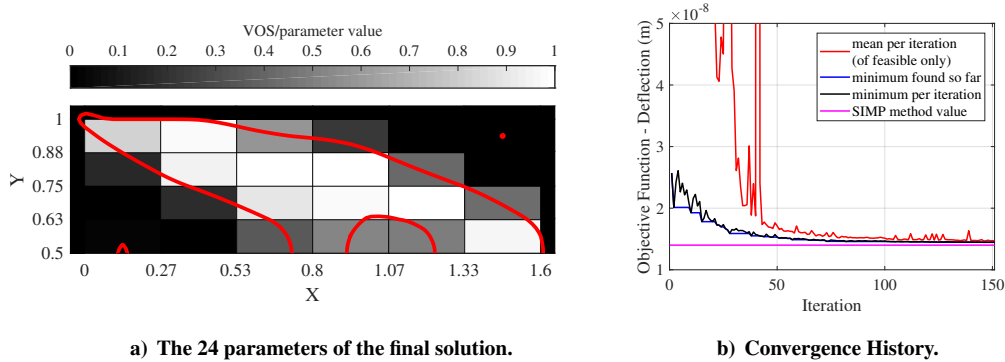 VOS/parameter value
0 0.1 0.2 0.3 0.4 0.5 0.6 0.7 0.8 0.9 1
1
0.88
0.75
0.63
0.5
Y
0 0.27 0.53 0.8 1.07 1.33 1.6
X
a) The 24 parameters of the final solution.
×10⁻⁸
5
4
3
2
1
Objective Function - Deflection (m)
mean per iteration
(of feasible only)
minimum found so far
minimum per iteration
SIMP method value
50 100 150
Iteration
b) Convergence History.